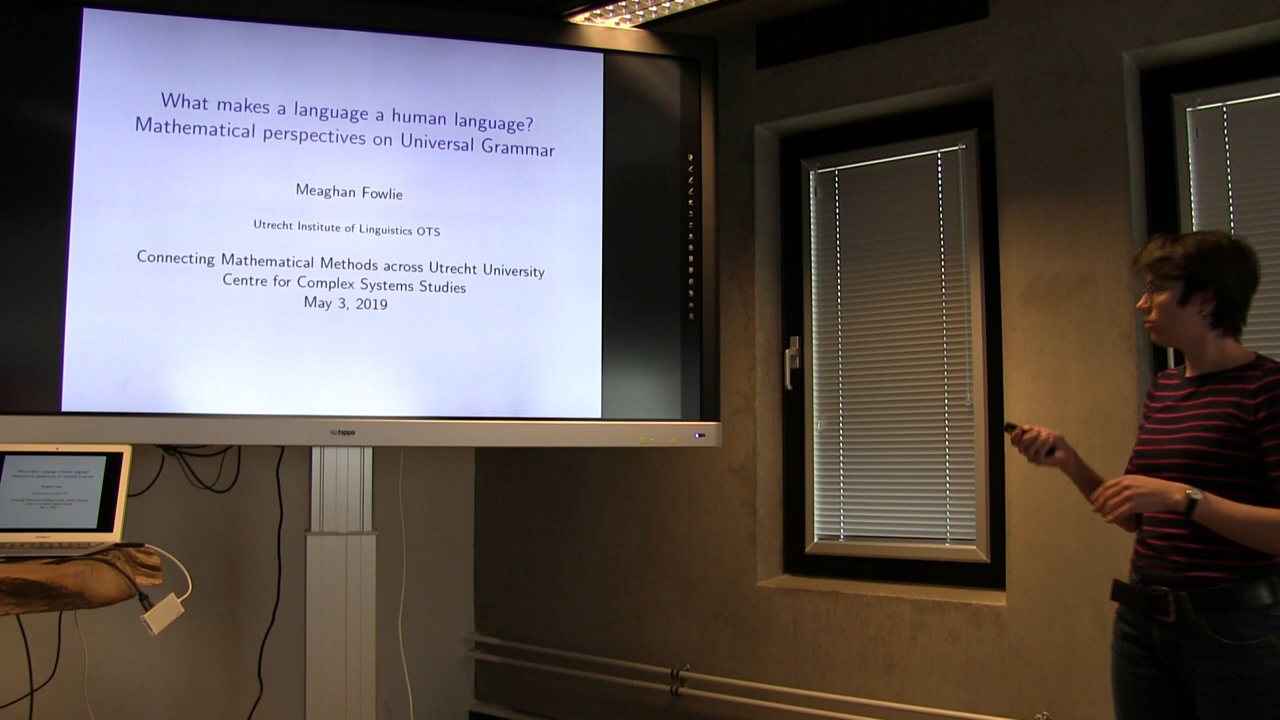 What makes a language a human language?
Mathematical perspectives on Universal Grammar
Meaghan Fowlie
Utrecht Institute of Linguistics OTS
Connecting Mathematical Methods across Utrecht University
Centre for Complex Systems Studies
May 3, 2019